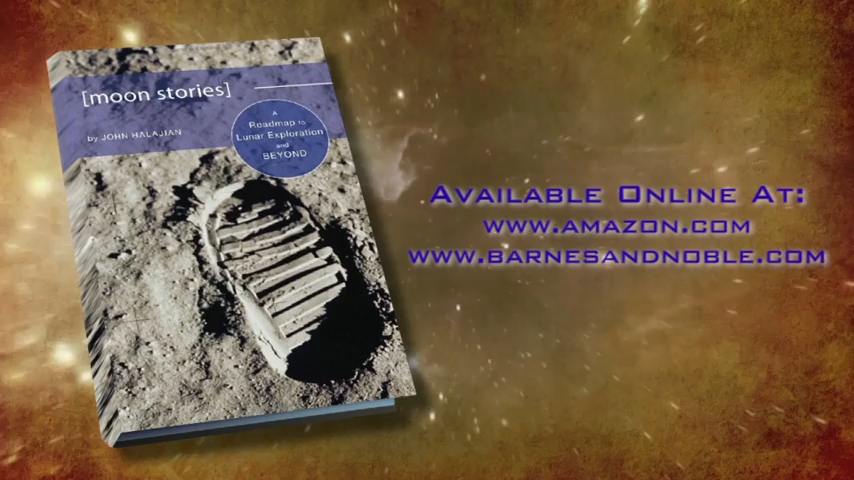 [moon stories]
by JOHN HALAJIAN
A
Roadmap to
Lunar Exploration
and
BEYOND
Available Online At:
www.amazon.com
www.barnesandnoble.com